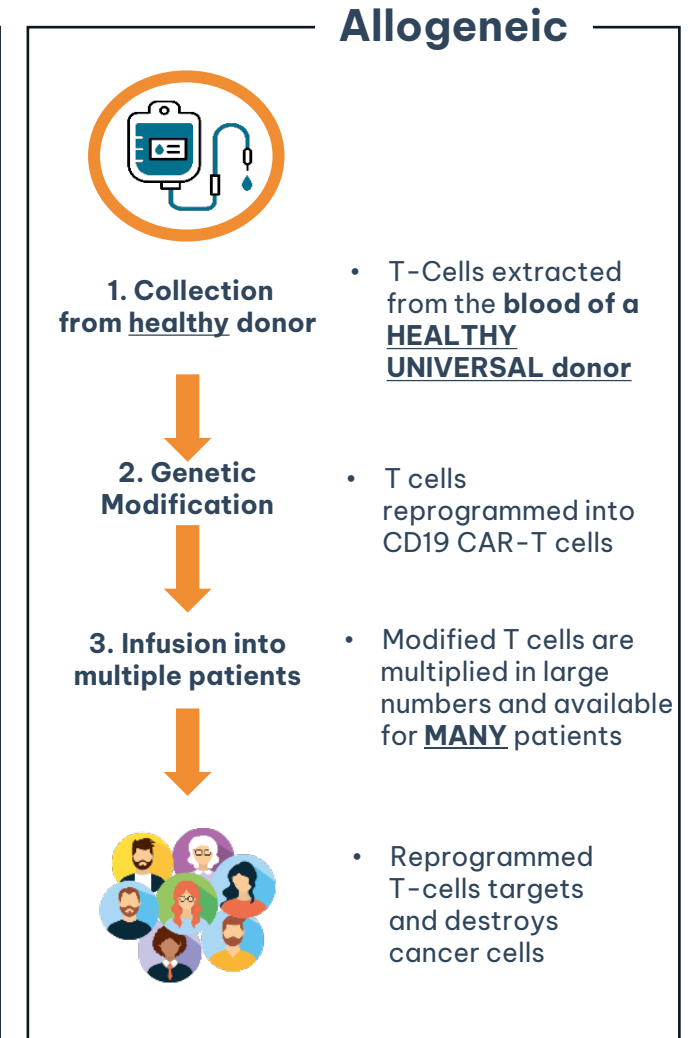 Allogeneic
1. Collection
from healthy donor
• T-Cells extracted
from the blood of a
HEALTHY
UNIVERSAL donor
2. Genetic
Modification
• T cells
reprogrammed into
CD19 CAR-T cells
3. Infusion into
multiple patients
• Modified T cells are
multiplied in large
numbers and available
for MANY patients
• Reprogrammed
T-cells targets
and destroys
cancer cells